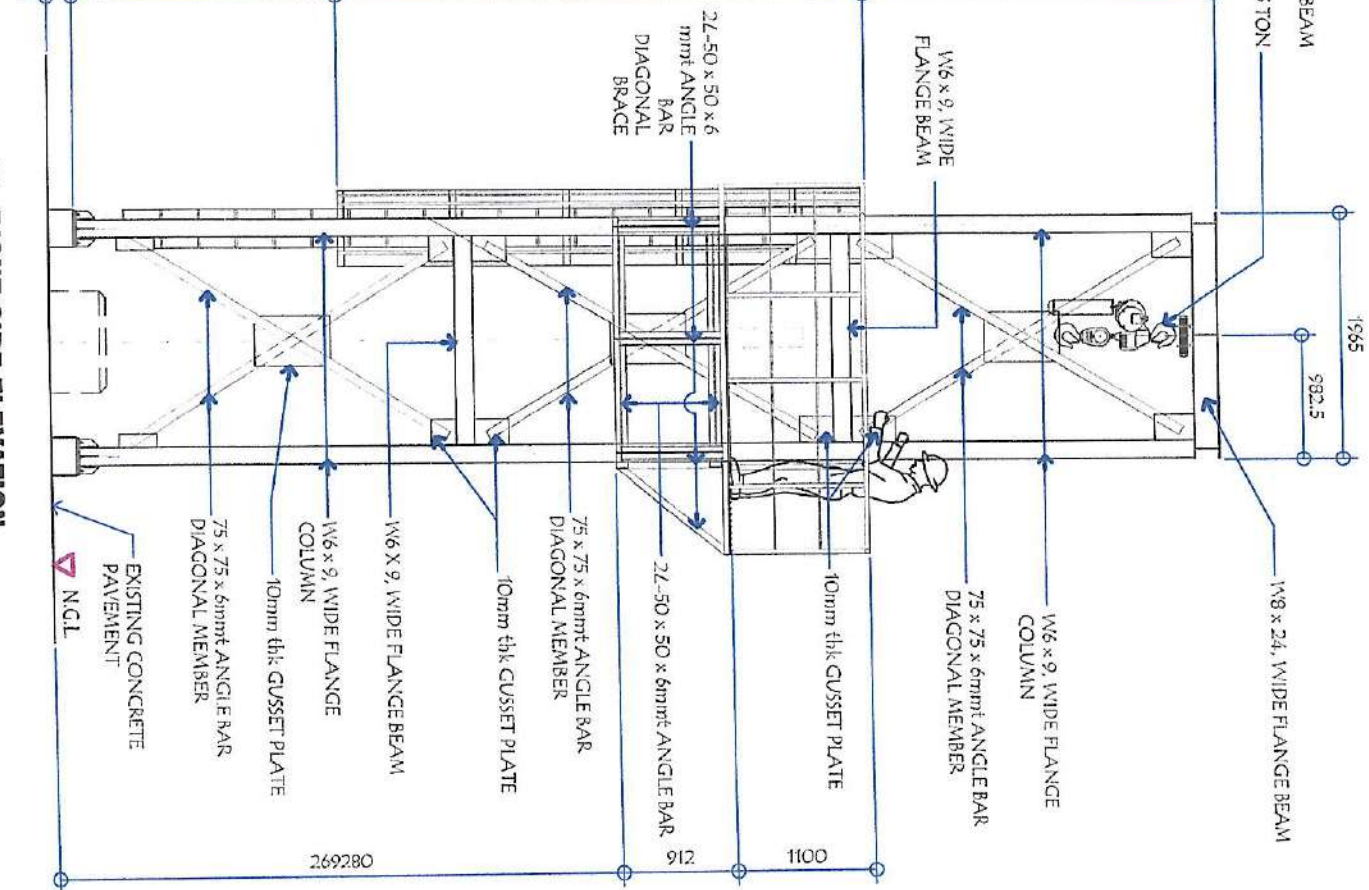 BEAM
TON
W8 x 24, WIDE FLANGE BEAM
1965
982.5
W6 x 9, WIDE
FLANGE BEAM
2L-50 x 50 x 6
mmt ANGLE
BAR
DIAGONAL
BRACE
W6 x 9, WIDE FLANGE
COLUMN
75 x 75 x 6mmt ANGLE BAR
DIAGONAL MEMBER
10mm thk GUSSET PLATE
2L-50 x 50 x 6mmt ANGLE BAR
75 x 75 x 6mmt ANGLE BAR
DIAGONAL MEMBER
10mm thk GUSSET PLATE
W6 X 9, WIDE FLANGE BEAM
W6 x 9, WIDE FLANGE
COLUMN
10mm thk GUSSET PLATE
75 x 75 x 6mmt ANGLE BAR
DIAGONAL MEMBER
EXISTING CONCRETE
PAVEMENT
N.G.L.
1100
912
269280
SIDE ELEVATION